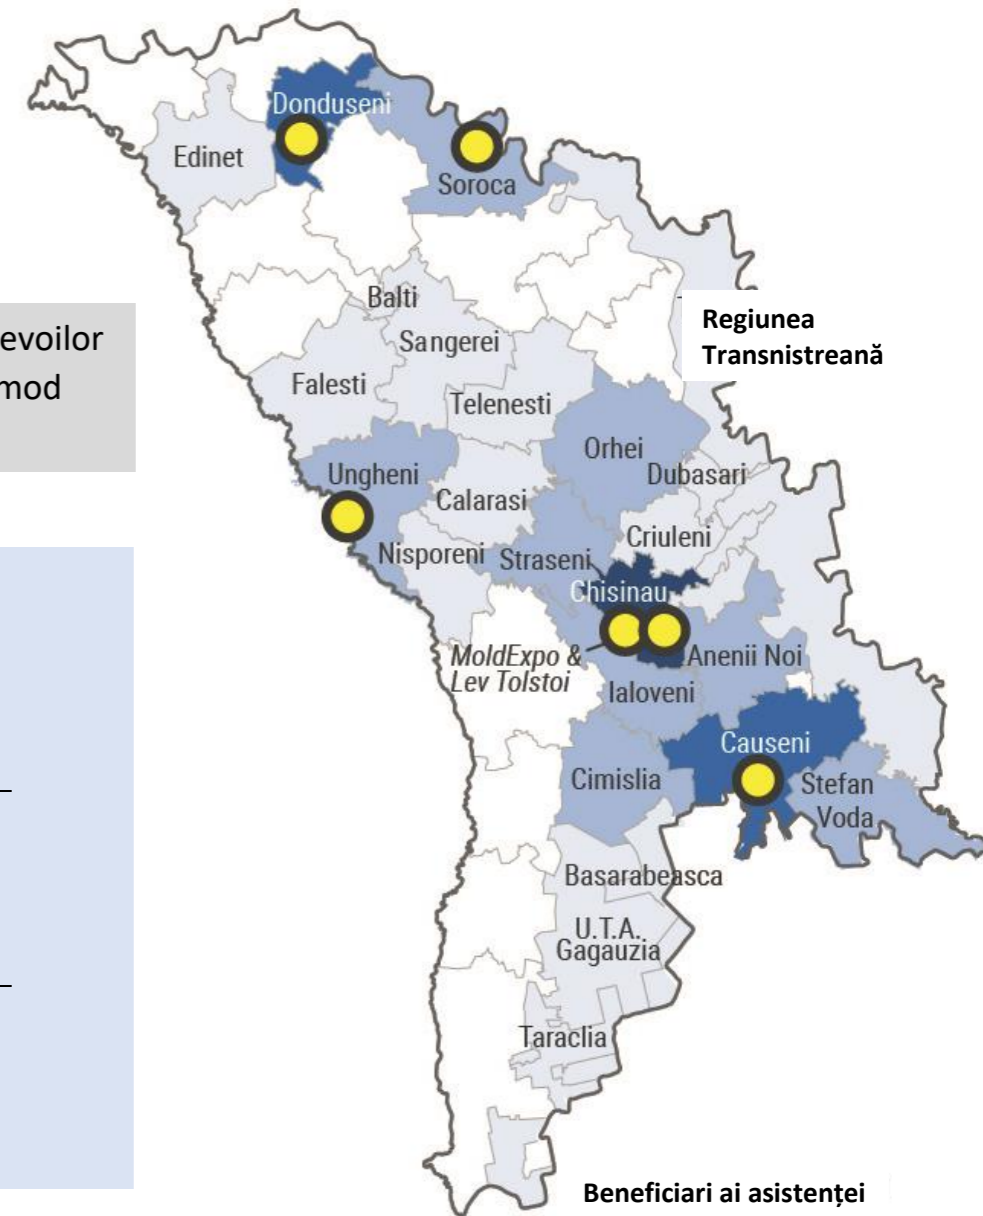 Donduseni
Edinet
Soroca
Balti
Regiunea
Transnistreană
evoilor
mod
Sangerei
Falesti
Telenesti
Orhei
Ungheni
Dubasari
Calarasi
Criuleni
Nisporeni
Straseni
Chisinau
MoldExpo &
Lev Tolstoi
Anenii Noi
Ialoveni
Causeni
Cimislia
Stefan
Voda
Basarabeasca
U.T.A.
Gagauzia
Taraclia
Beneficiari ai asistenței